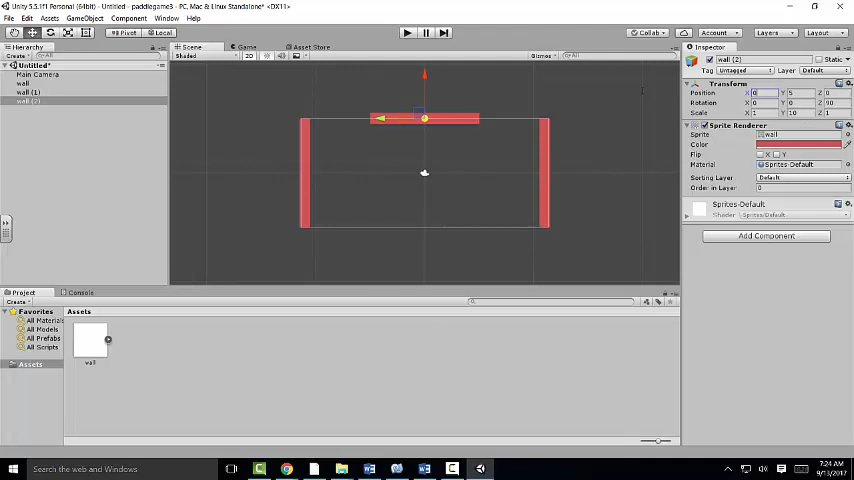 Unity 5.5.1f1 Personal (64bit) - Untitled - paddlegame3 - PC, Mac & Linux Standalone* <DX11>
File Edit Assets GameObject Component Window Help
Pivot Local Collab Account Layers Layout
Hierarchy Scene Game Asset Store Inspector
Create All Shaded 2D Gizmos All wall (2) Static
Untitled* Tag Untagged Layer Default
Main Camera Transform
wall Position X 0 Y 5 Z 0
wall (1) Rotation X 0 Y 0 Z 90
wall (2) Scale X 1 Y 10 Z 1
Sprite Renderer
Sprite wall
Color
Flip X Y
Material Sprites-Default
Sorting Layer Default
Order in Layer 0
Sprites-Default
Shader Sprites/Default
Add Component
Project Console
Create
Favorites Assets
All Material
All Models
All Prefabs
All Scripts
Assets wall
Search the web and Windows
7:24 AM
9/13/2017